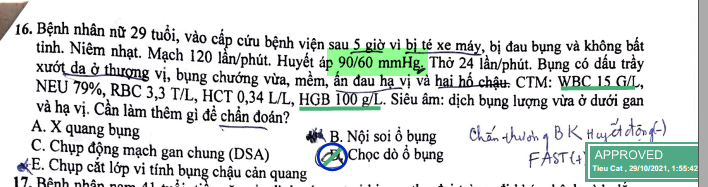 16. Bệnh nhân nữ 29 tuổi, vào cấp cứu bệnh viện sau 5 giờ vì bị té xe máy, bị đau bụng và không bất
tỉnh. Niêm nhạt. Mạch 120 lần/phút. Huyết áp 90/60 mmHg. Thở 24 lần/phút. Bụng có dấu trầy
xướt da ở thượng vị, bụng chướng vừa, mềm, ấn đau hạ vị và hai hố chậu. CTM: WBC 15 G/L,
NEU 79%, RBC 3,3 T/L, HCT 0,34 L/L, HGB 100 g/L. Siêu âm: dịch bụng lượng vừa ở dưới gan
và hạ vị. Cần làm thêm gì để chẩn đoán?
A. X quang bụng
B. Nội soi ổ bụng
C. Chụp động mạch gan chung (DSA)
D. Chọc dò ổ bụng
E. Chụp cắt lớp vi tính bụng chậu cản quang
Chấn thương BK Huyết động (-)
FAST (+)
APPROVED
Tieu Cat , 29/10/2021, 1:55:42
17. Bệnh nhân nam 41 tuổi